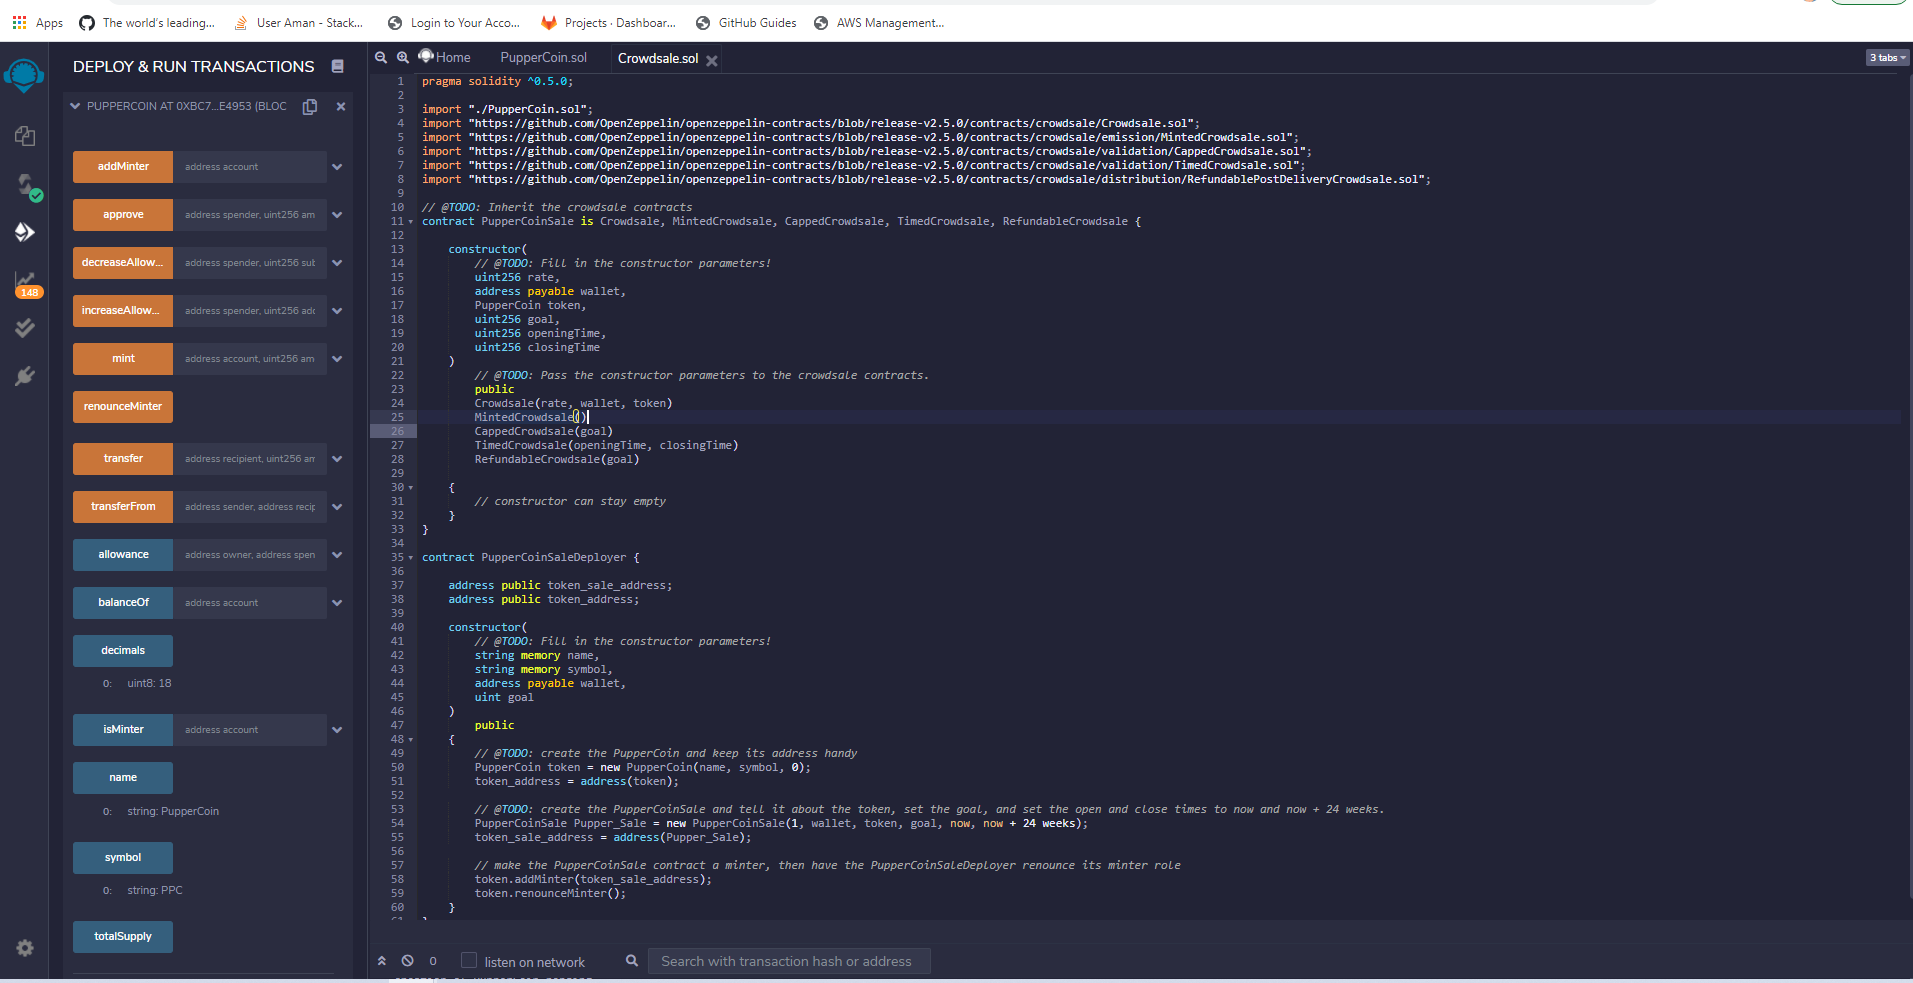 Apps
The world's leading...
User Aman - Stack...
Login to Your Acco...
Projects · Dashboar...
GitHub Guides
AWS Management...
DEPLOY & RUN TRANSACTIONS
PUPPERCOIN AT 0XBC7...E4953 (BLOC
addMinter address account
approve address spender, uint256 am
decreaseAllow... address spender, uint256 sub
148
increaseAllow... address spender, uint256 adc
mint address account, uint256 am
renounceMinter
transfer address recipient, uint256 am
transferFrom address sender, address recip
allowance address owner, address spen
balanceOf address account
decimals
0: uint8: 18
isMinter address account
name
0: string: PupperCoin
symbol
0: string: PPC
totalSupply
Home PupperCoin.sol Crowdsale.sol
3 tabs
1 pragma solidity ^0.5.0;
2
3 import "./PupperCoin.sol";
4 import "https://github.com/OpenZeppelin/openzeppelin-contracts/blob/release-v2.5.0/contracts/crowdsale/Crowdsale.sol";
5 import "https://github.com/OpenZeppelin/openzeppelin-contracts/blob/release-v2.5.0/contracts/crowdsale/emission/MintedCrowdsale.sol";
6 import "https://github.com/OpenZeppelin/openzeppelin-contracts/blob/release-v2.5.0/contracts/crowdsale/validation/CappedCrowdsale.sol";
7 import "https://github.com/OpenZeppelin/openzeppelin-contracts/blob/release-v2.5.0/contracts/crowdsale/validation/TimedCrowdsale.sol";
8 import "https://github.com/OpenZeppelin/openzeppelin-contracts/blob/release-v2.5.0/contracts/crowdsale/distribution/RefundablePostDeliveryCrowdsale.sol";
9
10 // @TODO: Inherit the crowdsale contracts
11 contract PupperCoinSale is Crowdsale, MintedCrowdsale, CappedCrowdsale, TimedCrowdsale, RefundableCrowdsale {
12
13 constructor(
14 // @TODO: Fill in the constructor parameters!
15 uint256 rate,
16 address payable wallet,
17 PupperCoin token,
18 uint256 goal,
19 uint256 openingTime,
20 uint256 closingTime
21 )
22 // @TODO: Pass the constructor parameters to the crowdsale contracts.
23 public
24 Crowdsale(rate, wallet, token)
25 MintedCrowdsale()
26 CappedCrowdsale(goal)
27 TimedCrowdsale(openingTime, closingTime)
28 RefundableCrowdsale(goal)
29
30 {
31 // constructor can stay empty
32 }
33 }
34
35 contract PupperCoinSaleDeployer {
36
37 address public token_sale_address;
38 address public token_address;
39
40 constructor(
41 // @TODO: Fill in the constructor parameters!
42 string memory name,
43 string memory symbol,
44 address payable wallet,
45 uint goal
46 )
47 public
48 {
49 // @TODO: create the PupperCoin and keep its address handy
50 PupperCoin token = new PupperCoin(name, symbol, 0);
51 token_address = address(token);
52
53 // @TODO: create the PupperCoinSale and tell it about the token, set the goal, and set the open and close times to now and now + 24 weeks.
54 PupperCoinSale Pupper_Sale = new PupperCoinSale(1, wallet, token, goal, now, now + 24 weeks);
55 token_sale_address = address(Pupper_Sale);
56
57 // make the PupperCoinSale contract a minter, then have the PupperCoinSaleDeployer renounce its minter role
58 token.addMinter(token_sale_address);
59 token.renounceMinter();
60 }
0 listen on network Search with transaction hash or address